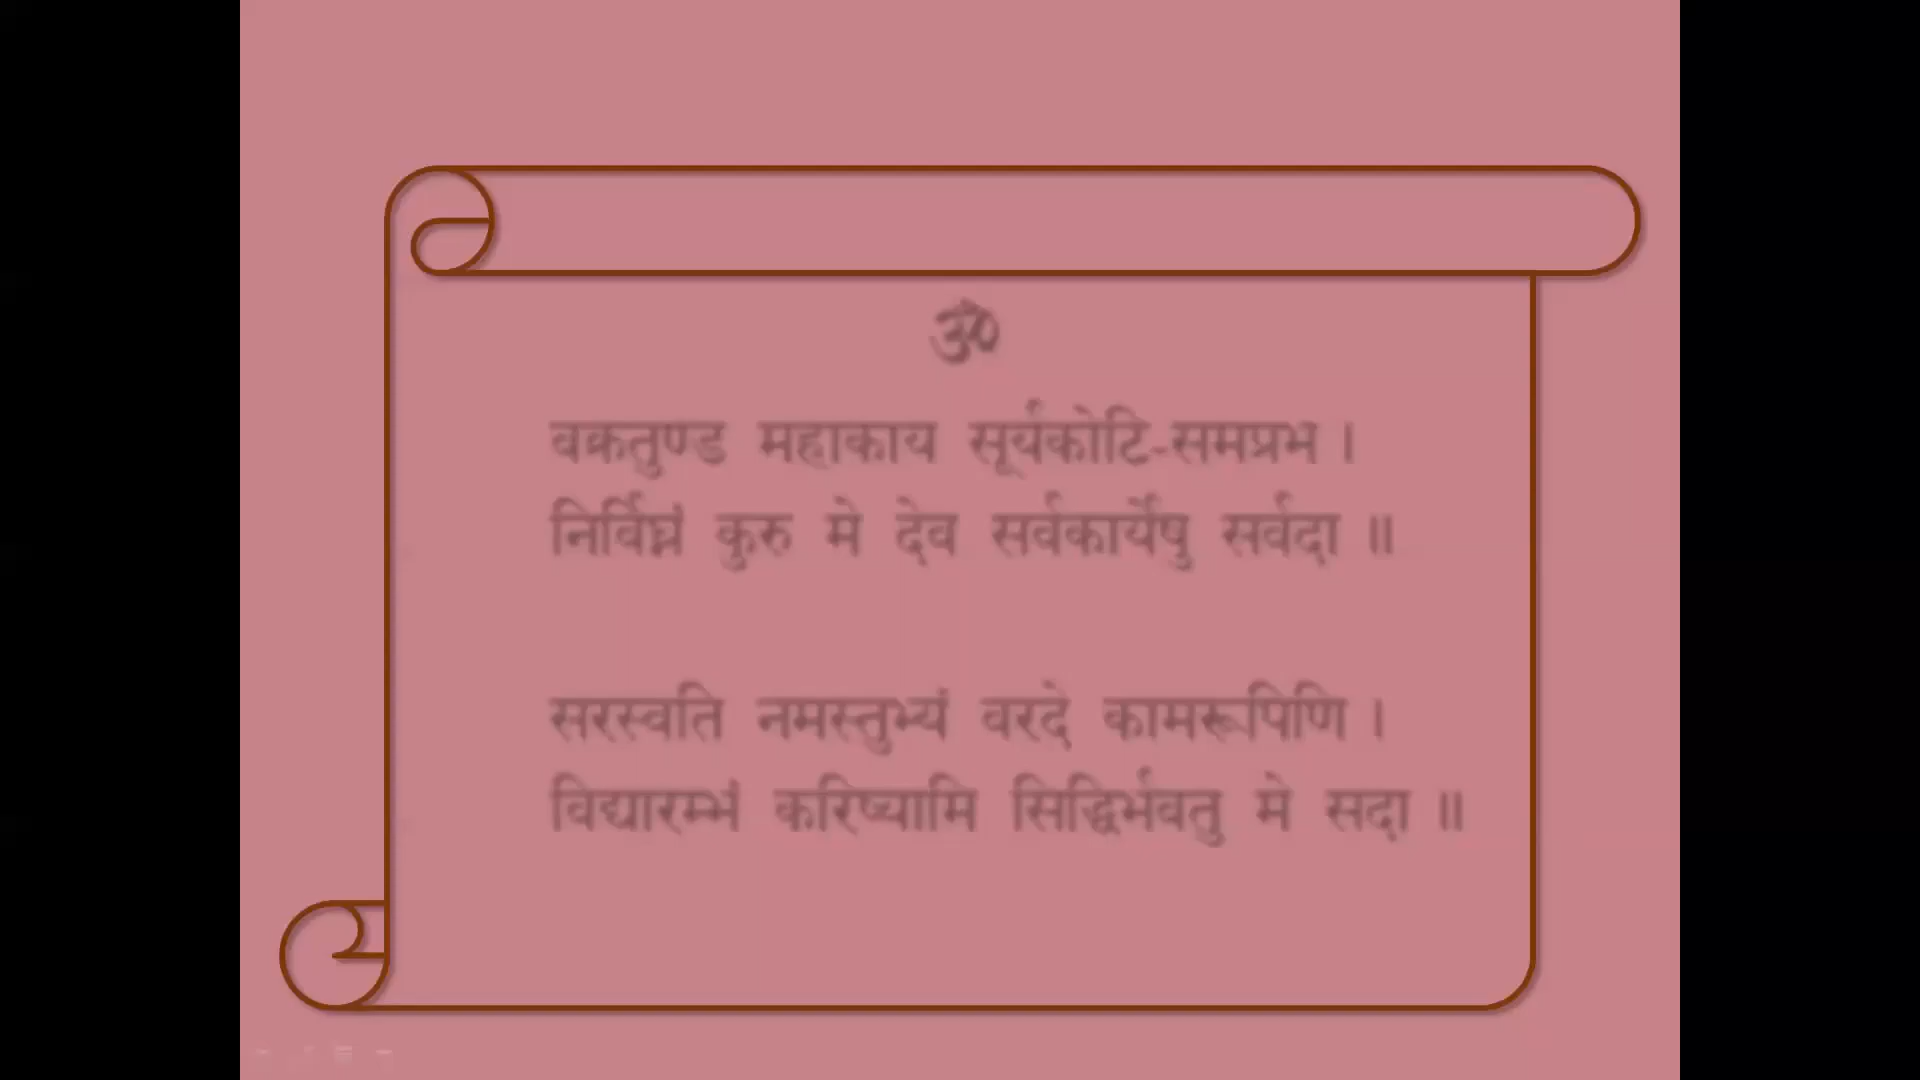 ॐ
वक्रतुण्ड महाकाय सूर्यकोटि-समप्रभ ।
निर्विघ्नं कुरु मे देव सर्वकार्येषु सर्वदा ॥
सरस्वति नमस्तुभ्यं वरदे कामरूपिणि ।
विद्यारम्भं करिष्यामि सिद्धिर्भवतु मे सदा ॥